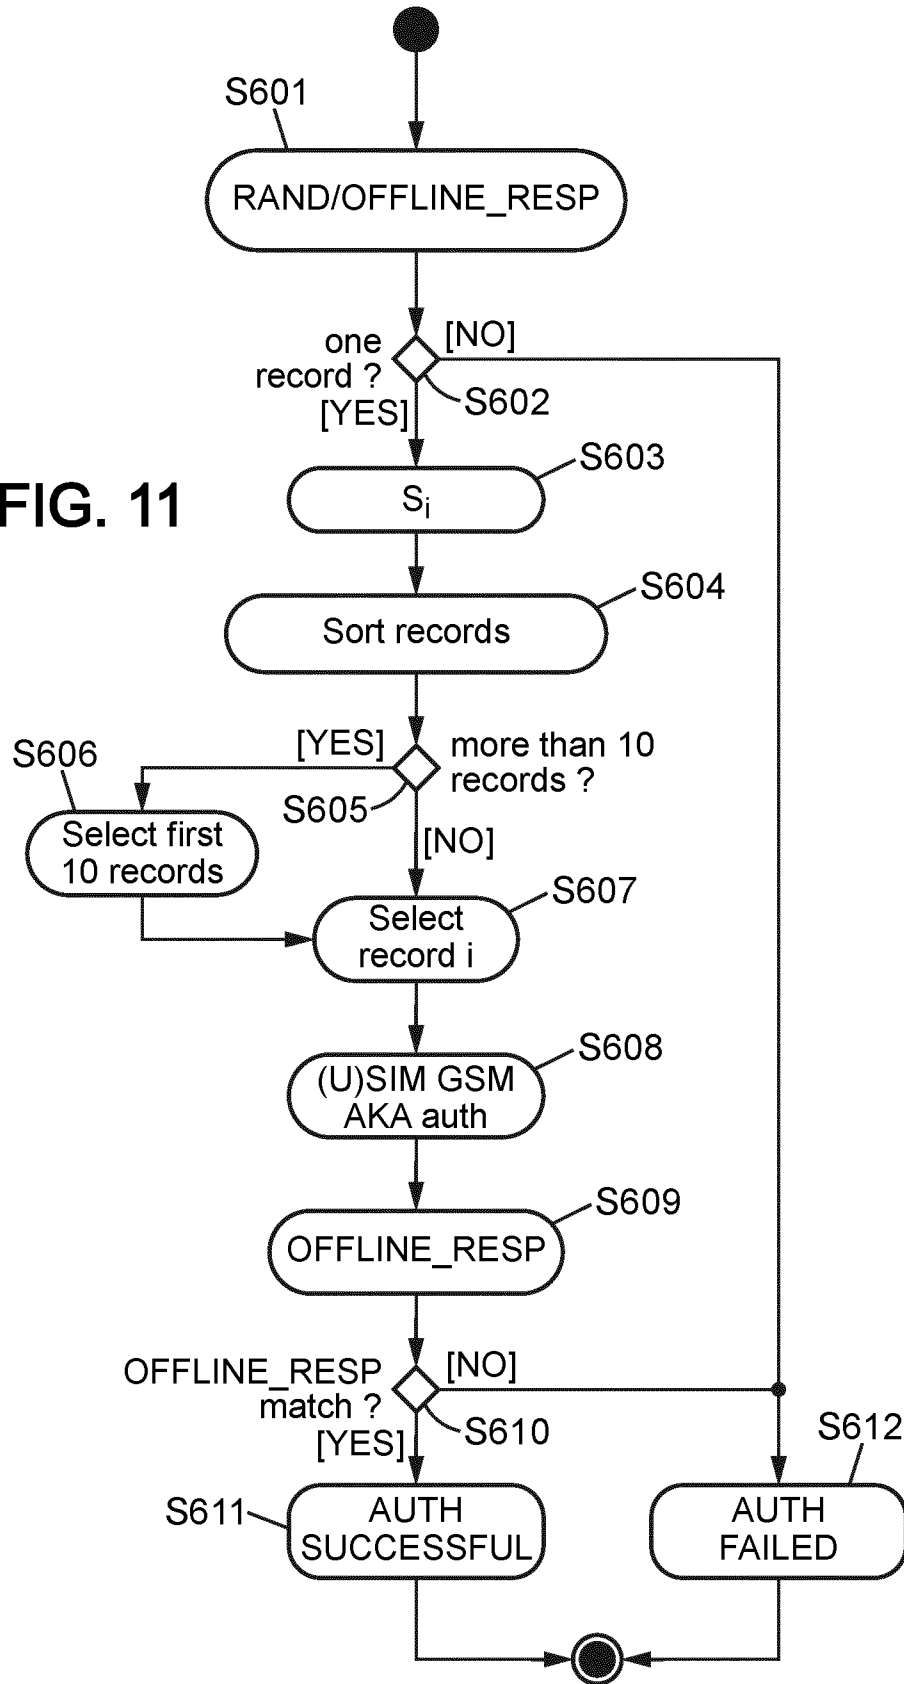 S601
RAND/OFFLINE_RESP
one
record ?
[NO]
S602
[YES]
S603
Si
FIG. 11
S604
Sort records
[YES]
more than 10
records ?
S606
S605
Select first
10 records
[NO]
S607
Select
record i
S608
(U)SIM GSM
AKA auth
S609
OFFLINE_RESP
OFFLINE_RESP
match ?
[NO]
S610
[YES]
S612
S611
AUTH
SUCCESSFUL
AUTH
FAILED